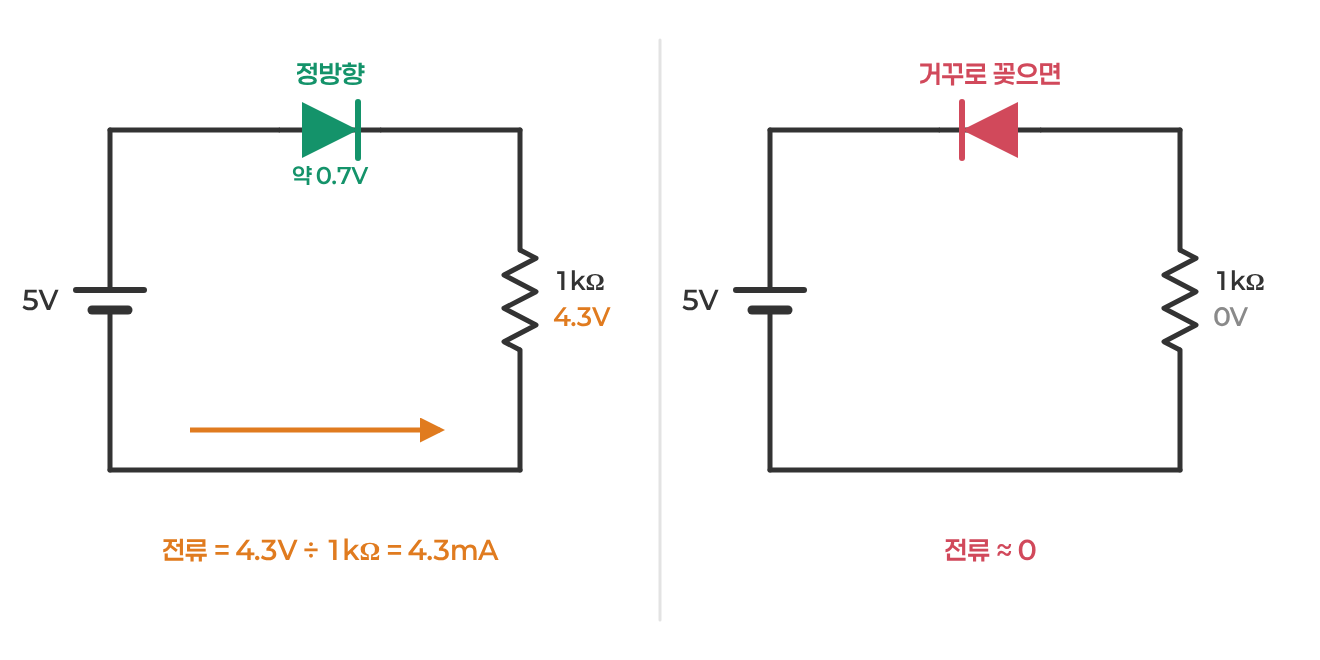 정방향
약 0.7V
5V
1kΩ
4.3V
전류 = 4.3V ÷ 1kΩ = 4.3mA
거꾸로 꽂으면
5V
1kΩ
0V
전류 ≈ 0